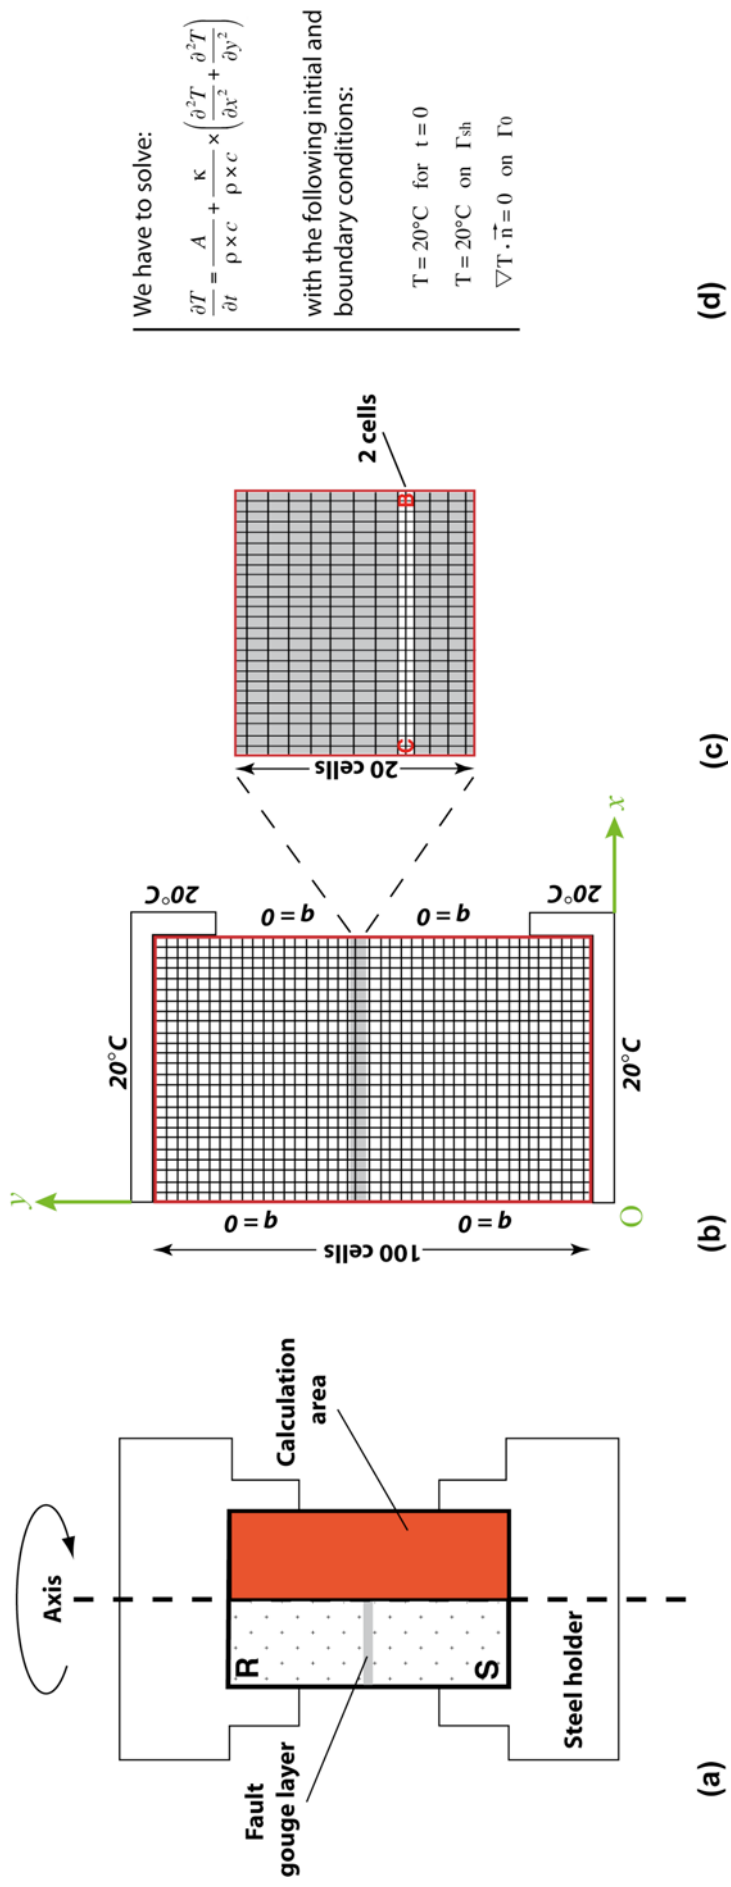 Axis
R
S
Calculation
area
Fault
gouge layer
Steel holder
(a)
y
20°C
20°C
q = 0
q = 0
q = 0
q = 0
100 cells
20°C
20°C
O
x
(b)
20 cells
C
B
2 cells
(c)
We have to solve:
∂T/∂t = A/(ρ×c) + κ/(ρ×c) × (∂²T/∂x² + ∂²T/∂y²)
with the following initial and
boundary conditions:
T = 20°C for t = 0
T = 20°C on Γsh
∇T · n⃗ = 0 on Γ0
(d)